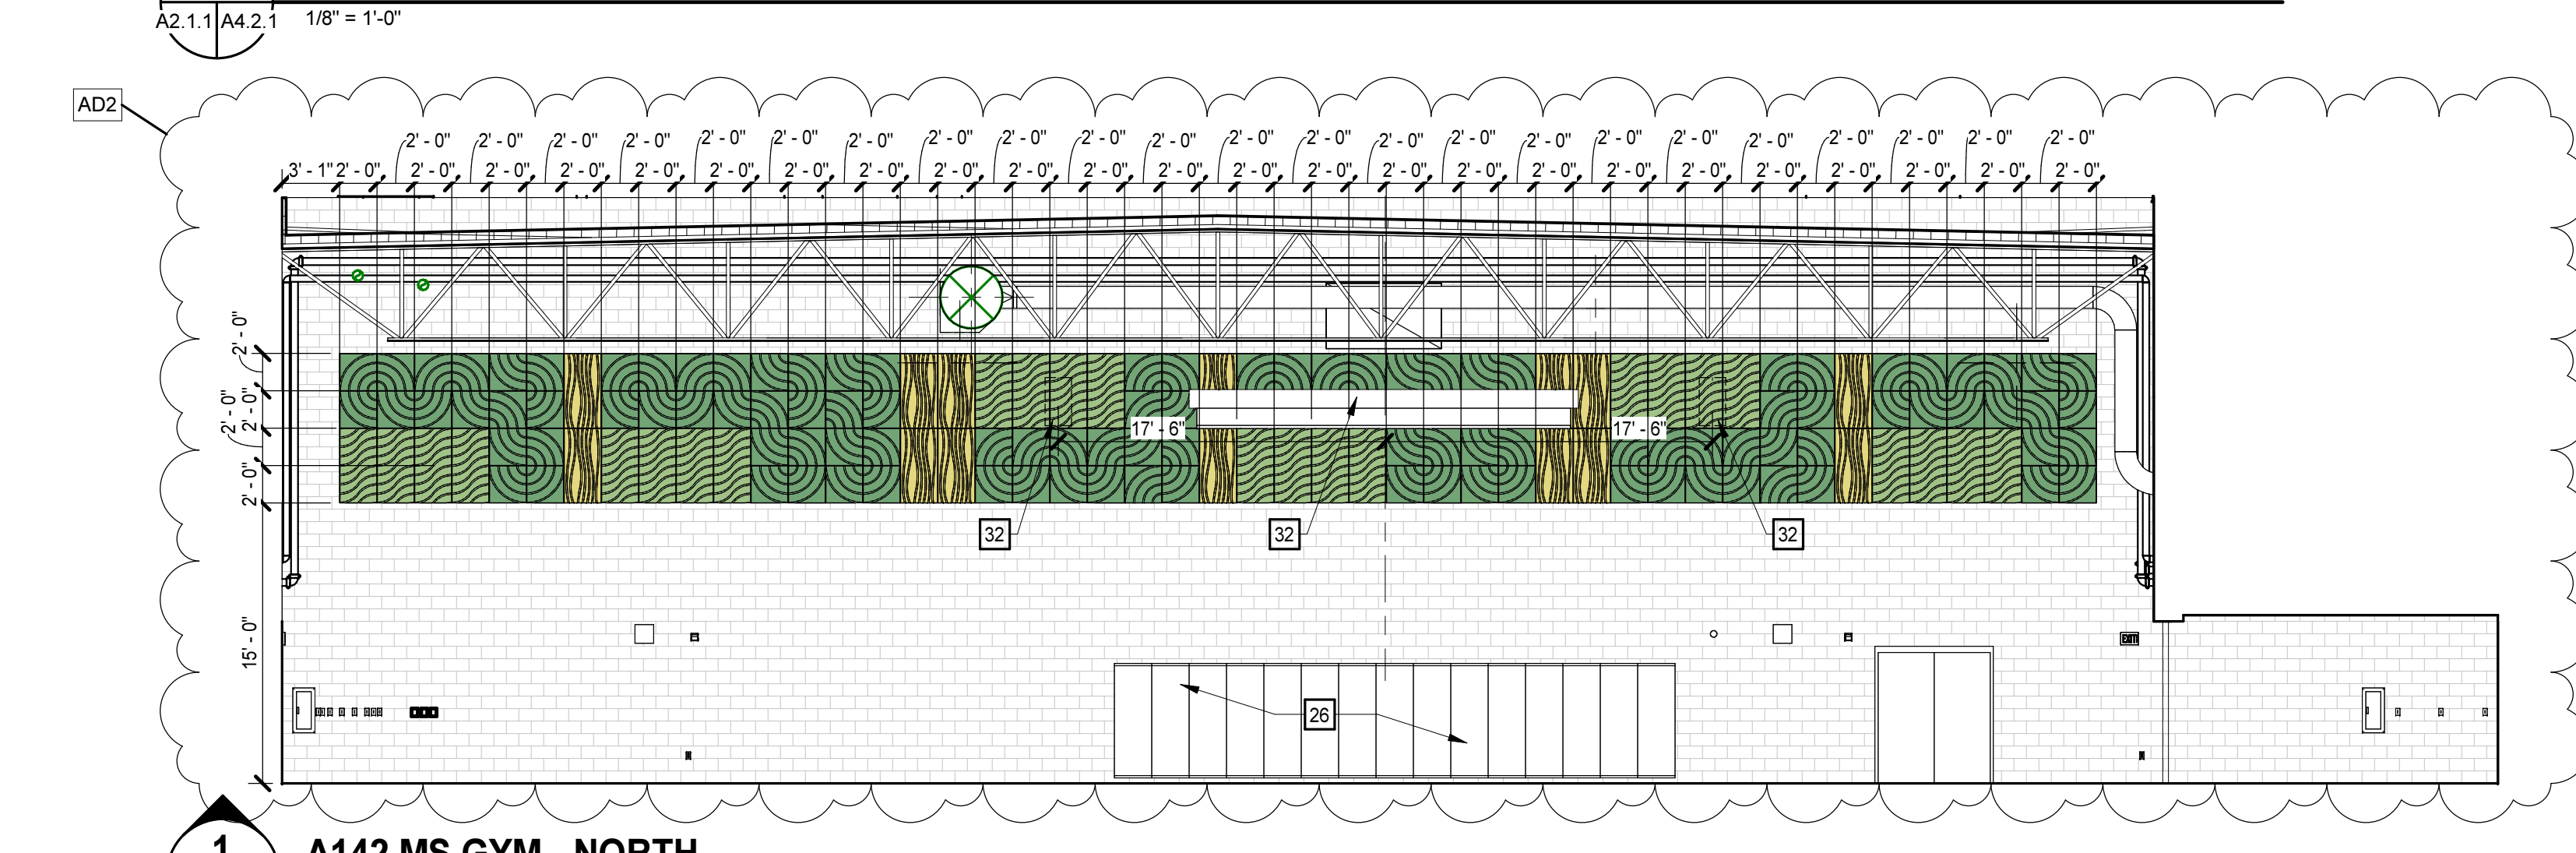 A2.1.1 A4.2.1 1/8" = 1'-0"
AD2
2' - 0" 2' - 0" 2' - 0" 2' - 0" 2' - 0" 2' - 0" 2' - 0" 2' - 0" 2' - 0" 2' - 0" 2' - 0" 2' - 0" 2' - 0" 2' - 0" 2' - 0" 2' - 0" 2' - 0" 2' - 0" 2' - 0" 2' - 0" 2' - 0" 2' - 0" 2' - 0"
3' - 1" 2' - 0" 2' - 0" 2' - 0" 2' - 0" 2' - 0" 2' - 0" 2' - 0" 2' - 0" 2' - 0" 2' - 0" 2' - 0" 2' - 0" 2' - 0" 2' - 0" 2' - 0" 2' - 0" 2' - 0" 2' - 0" 2' - 0" 2' - 0" 2' - 0" 2' - 0" 2' - 0" 2' - 0"
2' - 0"
2' - 0"
2' - 0"
2' - 0"
15' - 0"
17' - 6" 17' - 6"
32 32 32
EXIT
26
1 A142 MS GYM - NORTH